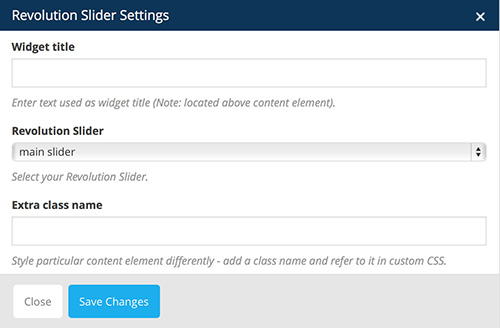 Revolution Slider Settings
Widget title
Enter text used as widget title (Note: located above content element).
Revolution Slider
main slider
Select your Revolution Slider.
Extra class name
Style particular content element differently - add a class name and refer to it in custom CSS.
Close Save Changes